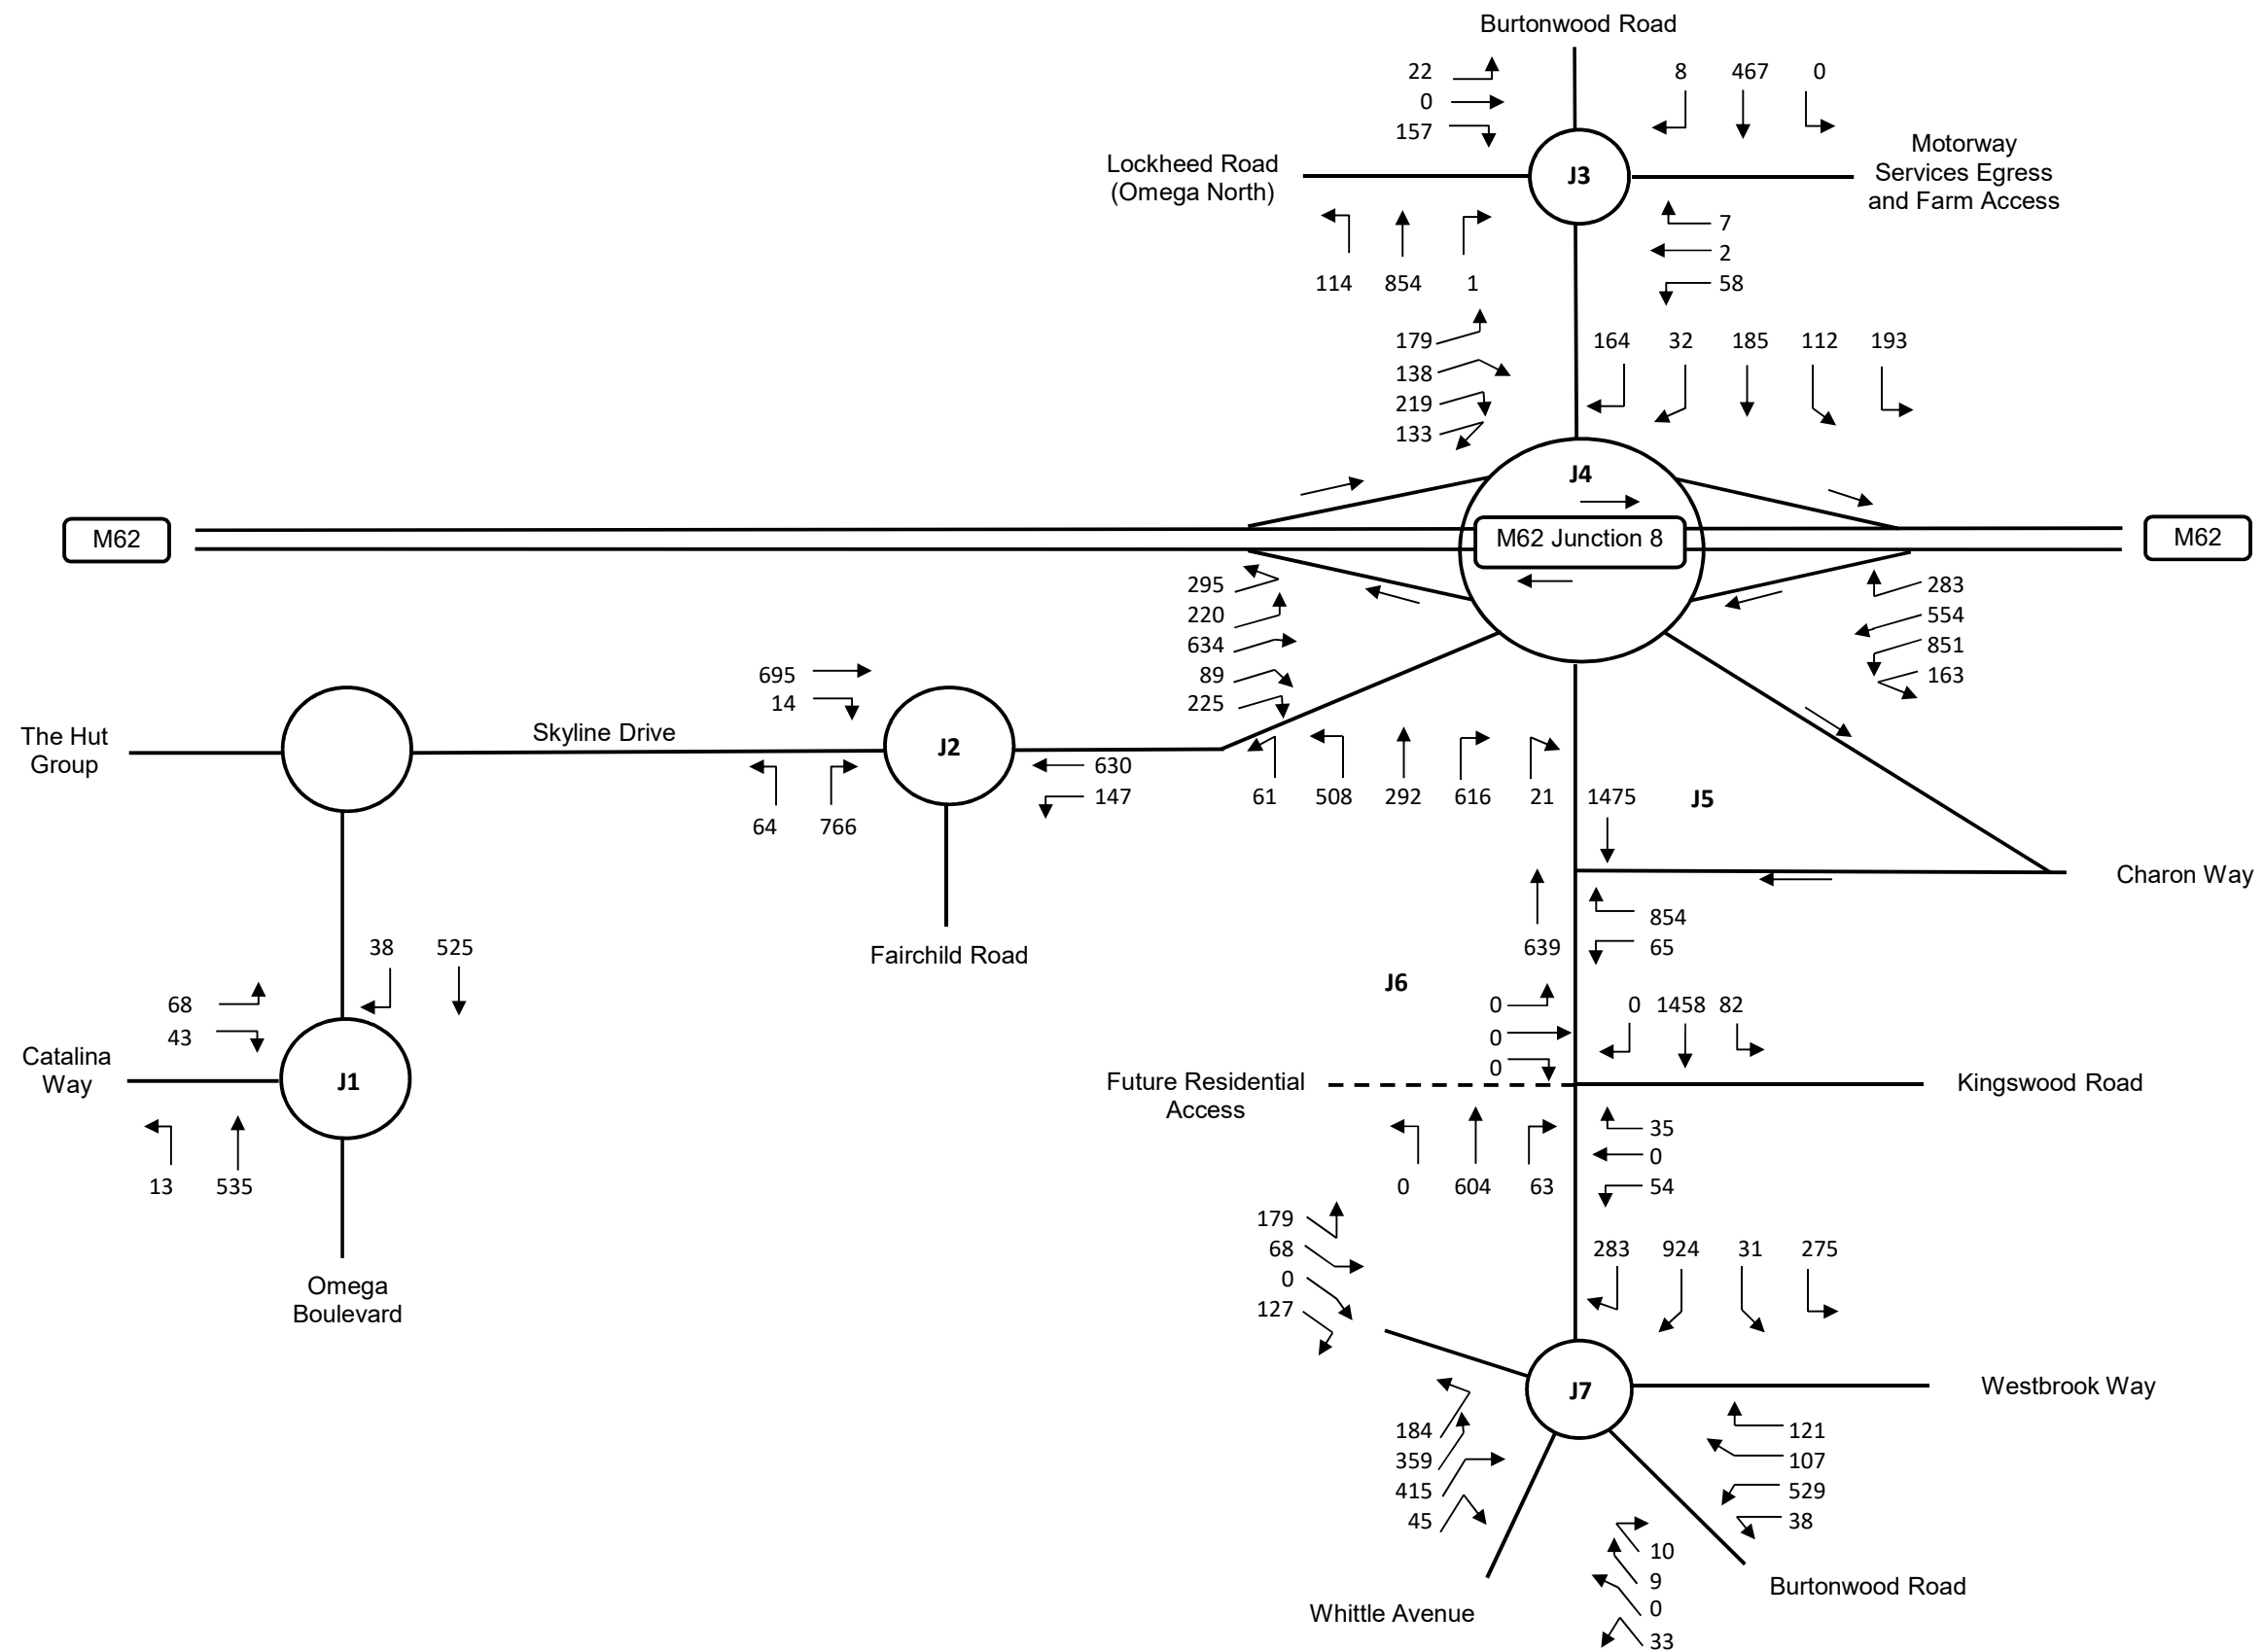 Burtonwood Road
22
8 467 0
0
157
Motorway
Services Egress
and Farm Access
Lockheed Road
(Omega North)
J3
7
2
58
114 854 1
179
138
219
133
164 32 185 112 193
J4
M62
M62 Junction 8
M62
295
220
634
89
225
283
554
851
163
695
14
The Hut
Group
Skyline Drive
J2
630
147
64 766
61 508 292 616 21
1475
J5
Charon Way
Fairchild Road
639
854
65
38 525
68
43
J6
0
0
0
0 1458 82
Catalina
Way
J1
Future Residential
Access
Kingswood Road
35
0
54
13 535
0 604 63
179
68
0
127
283 924 31 275
Omega
Boulevard
J7
Westbrook Way
184
359
415
45
121
107
529
38
10
9
0
33
Burtonwood Road
Whittle Avenue